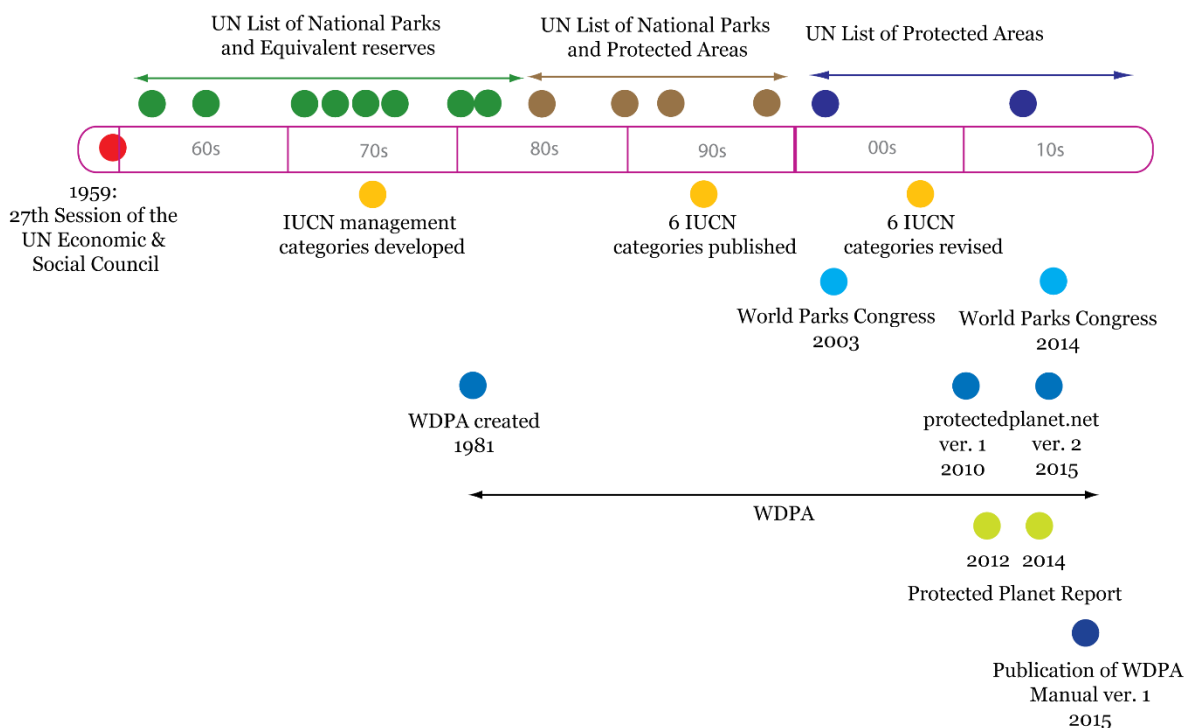 UN List of National Parks
and Equivalent reserves
UN List of National Parks
and Protected Areas
UN List of Protected Areas
60s
70s
80s
90s
00s
10s
1959:
27th Session of the
UN Economic &
Social Council
IUCN management
categories developed
6 IUCN
categories published
6 IUCN
categories revised
World Parks Congress
2003
World Parks Congress
2014
WDPA created
1981
protectedplanet.net
ver. 1
2010
ver. 2
2015
WDPA
2012
2014
Protected Planet Report
Publication of WDPA
Manual ver. 1
2015